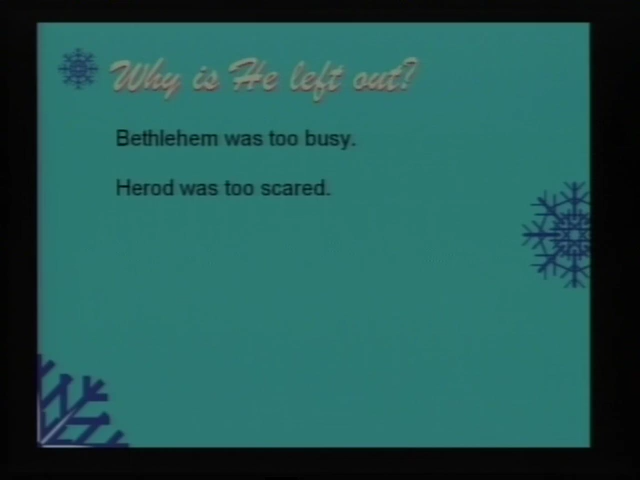 Why is He left out?
Bethlehem was too busy.
Herod was too scared.